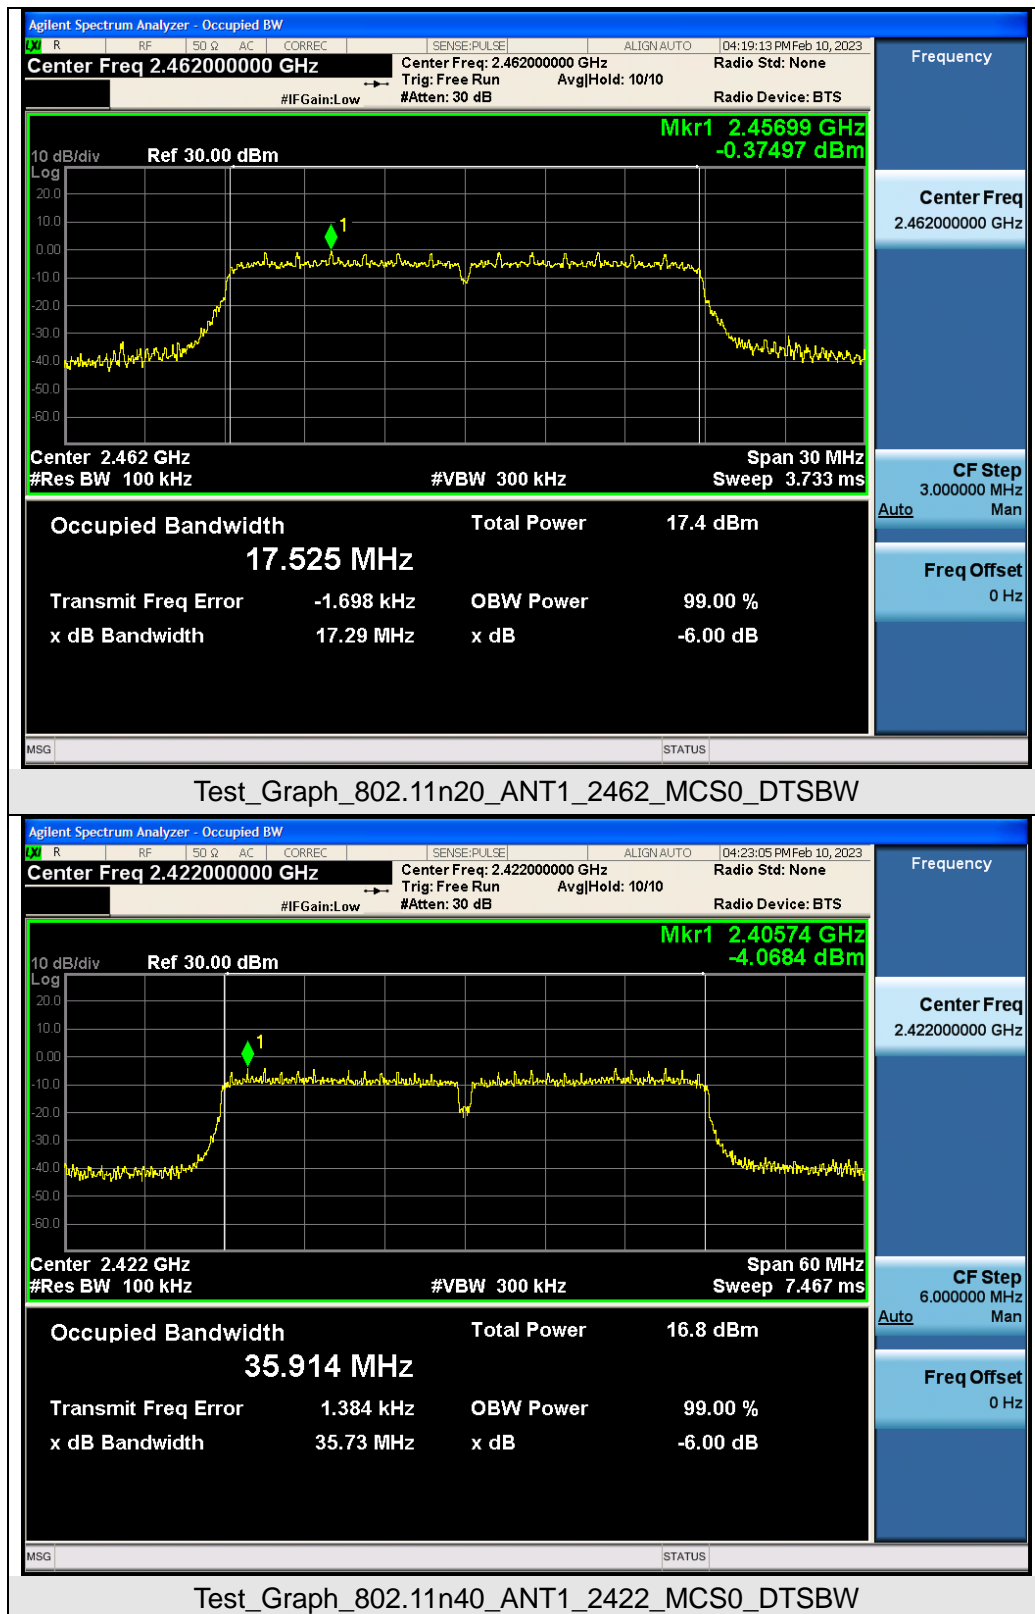 Agilent Spectrum Analyzer - Occupied BW
LXI R RF 50 Ω AC CORREC SENSE:PULSE ALIGN AUTO 04:19:13 PM Feb 10, 2023
Center Freq 2.462000000 GHz Center Freq: 2.462000000 GHz Radio Std: None
Trig: Free Run Avg|Hold: 10/10
#IFGain:Low #Atten: 30 dB Radio Device: BTS
Frequency
Mkr1 2.45699 GHz
-0.37497 dBm
10 dB/div Ref 30.00 dBm
Log
20.0
10.0
0.00
-10.0
-20.0
-30.0
-40.0
-50.0
-60.0
1
Center 2.462 GHz Span 30 MHz
#Res BW 100 kHz #VBW 300 kHz Sweep 3.733 ms
Center Freq
2.462000000 GHz
CF Step
3.000000 MHz
Auto Man
Freq Offset
0 Hz
Occupied Bandwidth Total Power 17.4 dBm
17.525 MHz
Transmit Freq Error -1.698 kHz OBW Power 99.00 %
x dB Bandwidth 17.29 MHz x dB -6.00 dB
MSG STATUS
Test_Graph_802.11n20_ANT1_2462_MCS0_DTSBW
Agilent Spectrum Analyzer - Occupied BW
LXI R RF 50 Ω AC CORREC SENSE:PULSE ALIGN AUTO 04:23:05 PM Feb 10, 2023
Center Freq 2.422000000 GHz Center Freq: 2.422000000 GHz Radio Std: None
Trig: Free Run Avg|Hold: 10/10
#IFGain:Low #Atten: 30 dB Radio Device: BTS
Frequency
Mkr1 2.40574 GHz
-4.0684 dBm
10 dB/div Ref 30.00 dBm
Log
20.0
10.0
0.00
-10.0
-20.0
-30.0
-40.0
-50.0
-60.0
1
Center 2.422 GHz Span 60 MHz
#Res BW 100 kHz #VBW 300 kHz Sweep 7.467 ms
Center Freq
2.422000000 GHz
CF Step
6.000000 MHz
Auto Man
Freq Offset
0 Hz
Occupied Bandwidth Total Power 16.8 dBm
35.914 MHz
Transmit Freq Error 1.384 kHz OBW Power 99.00 %
x dB Bandwidth 35.73 MHz x dB -6.00 dB
MSG STATUS
Test_Graph_802.11n40_ANT1_2422_MCS0_DTSBW